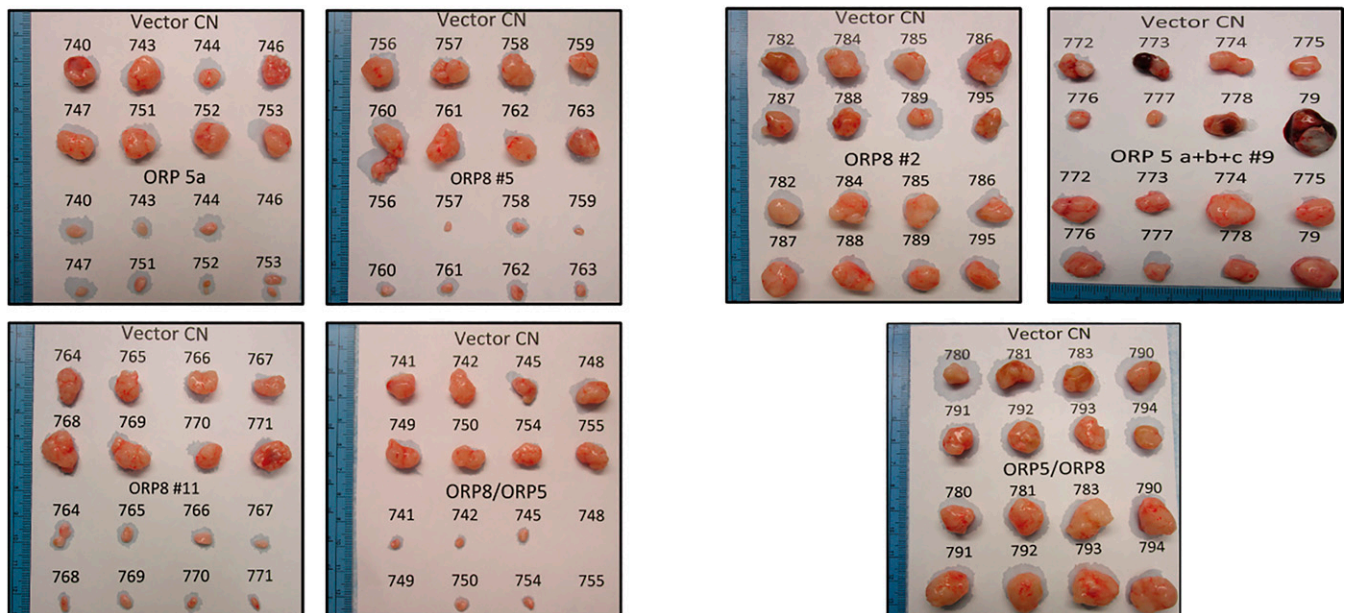 Vector CN
740 743 744 746
747 751 752 753
ORP 5a
740 743 744 746
747 751 752 753
Vector CN
756 757 758 759
760 761 762 763
ORP8 #5
756 757 758 759
760 761 762 763
Vector CN
782 784 785 786
787 788 789 795
ORP8 #2
782 784 785 786
787 788 789 795
Vector CN
772 773 774 775
776 777 778 79
ORP 5 a+b+c #9
772 773 774 775
776 777 778 79
Vector CN
764 765 766 767
768 769 770 771
ORP8 #11
764 765 766 767
768 769 770 771
Vector CN
741 742 745 748
749 750 754 755
ORP8/ORP5
741 742 745 748
749 750 754 755
Vector CN
780 781 783 790
791 792 793 794
ORP5/ORP8
780 781 783 790
791 792 793 794